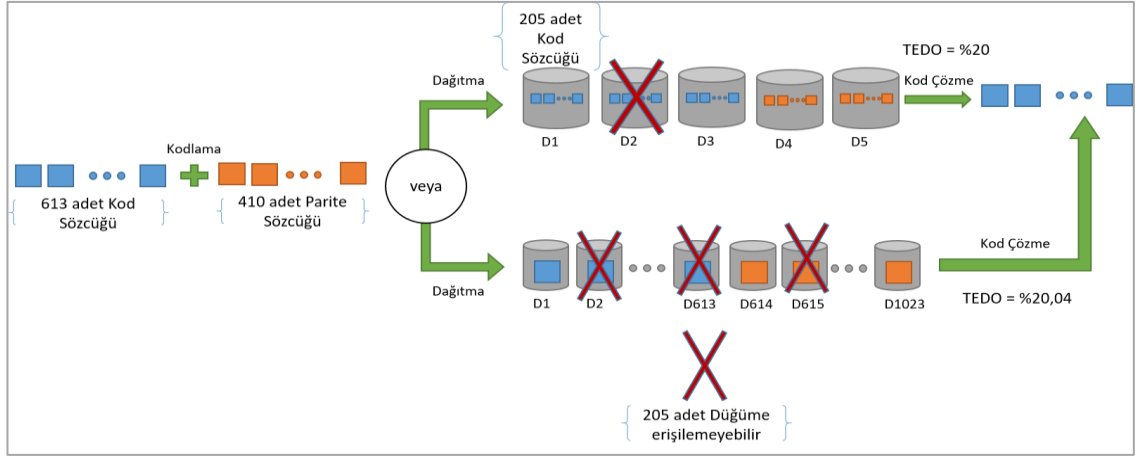 205 adet
Kod
Sözcüğü
TEDO = %20
Dağıtma
Kod Çözme
D1
D2
D3
D4
D5
Kodlama
veya
613 adet Kod
Sözcüğü
410 adet Parite
Sözcüğü
Kod Çözme
Dağıtma
D1
D2
D613
D614
D615
D1023
TEDO = %20,04
205 adet Düğüme
erişilemeyebilir